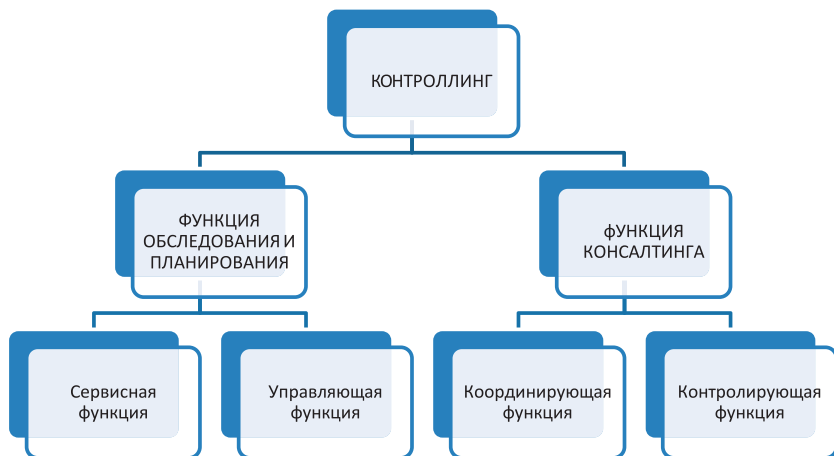 КОНТРОЛЛИНГ
ФУНКЦИЯ
ОБСЛЕДОВАНИЯ И
ПЛАНИРОВАНИЯ
фУНКЦИЯ
КОНСАЛТИНГА
Сервисная
функция
Управляющая
функция
Координирующая
функция
Контролирующая
функция